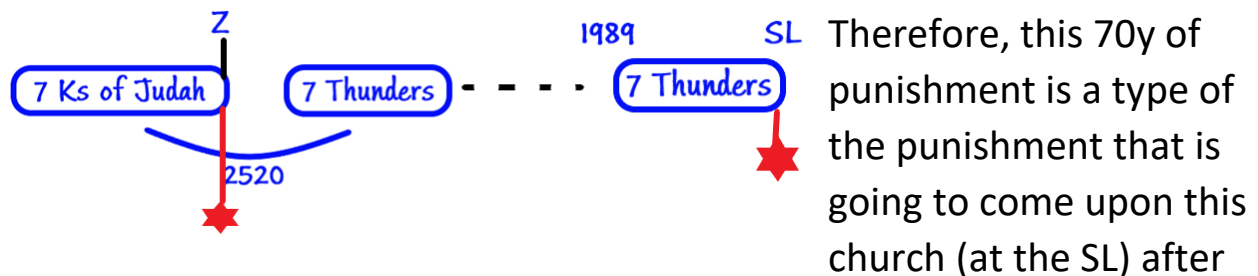 Z
1989
SL
7 Ks of Judah
7 Thunders
7 Thunders
2520
Therefore, this 70y of
punishment is a type of
the punishment that is
going to come upon this
church (at the SL) after